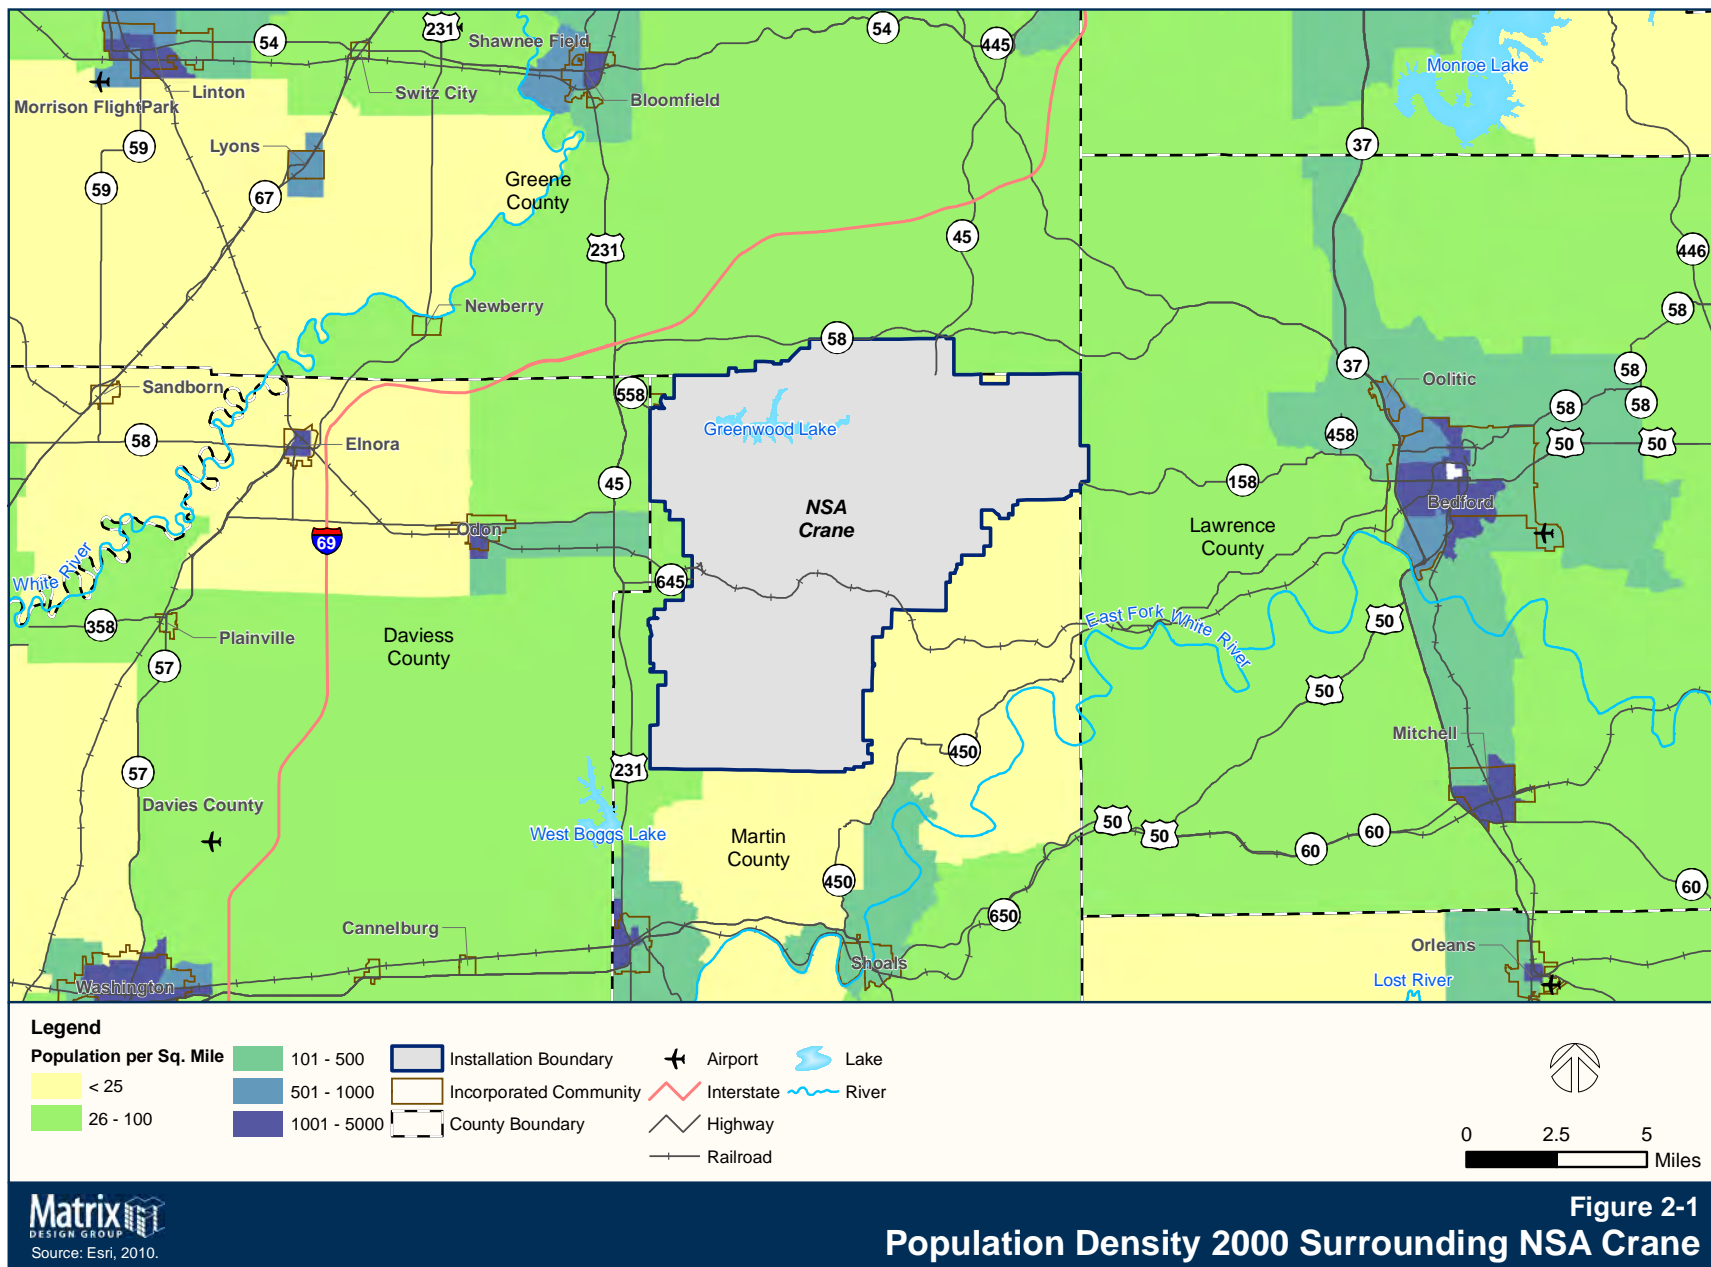 54
231
Shawnee Field
54
445
Monroe Lake
Morrison FlightPark
Linton
Switz City
Bloomfield
59
Lyons
37
59
67
Greene
County
231
45
446
Newberry
58
58
37
58
Sandborn
558
Oolitic
58
58
58
Greenwood Lake
458
50
50
Elnora
45
158
NSA
Crane
Bedford
Odon
69
Lawrence
County
White River
645
358
Plainville
Daviess
County
East Fork White River
50
57
50
Mitchell
450
57
231
Davies County
West Boggs Lake
Martin
County
50
50
60
60
450
60
650
Cannelburg
Orleans
Shoals
Washington
Lost River
Legend
Population per Sq. Mile
< 25
26 - 100
101 - 500
501 - 1000
1001 - 5000
Installation Boundary
Incorporated Community
County Boundary
Airport
Interstate
Highway
Railroad
Lake
River
0 2.5 5
Miles
Matrix
DESIGN GROUP
Source: Esri, 2010.
Figure 2-1
Population Density 2000 Surrounding NSA Crane